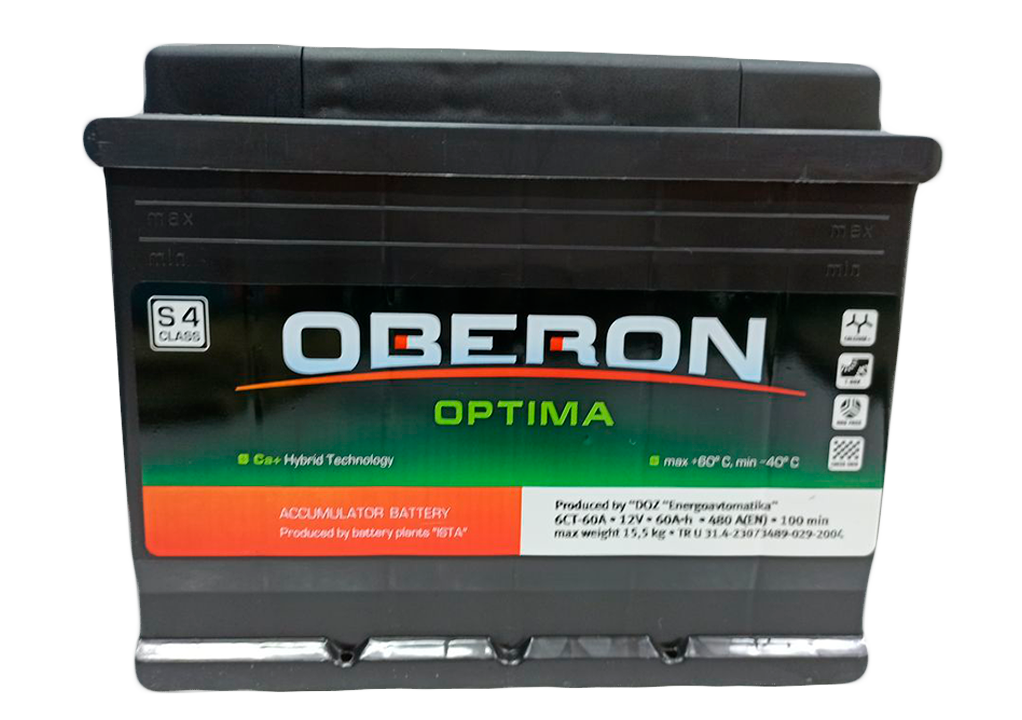 max
max
min
min
S4
CLASS
OBERON
OPTIMA
Ca+ Hybrid Technology
max +60°C, min -40°C
ACCUMULATOR BATTERY
Produced by battery plants "ISTA"
Produced by "DOZ "Energoavtomatika"
6CT-60A • 12V • 60A•h • 480 A(EN) • 100 min
max weight 15,5 kg • TR U 31.4-23073489-029-2004